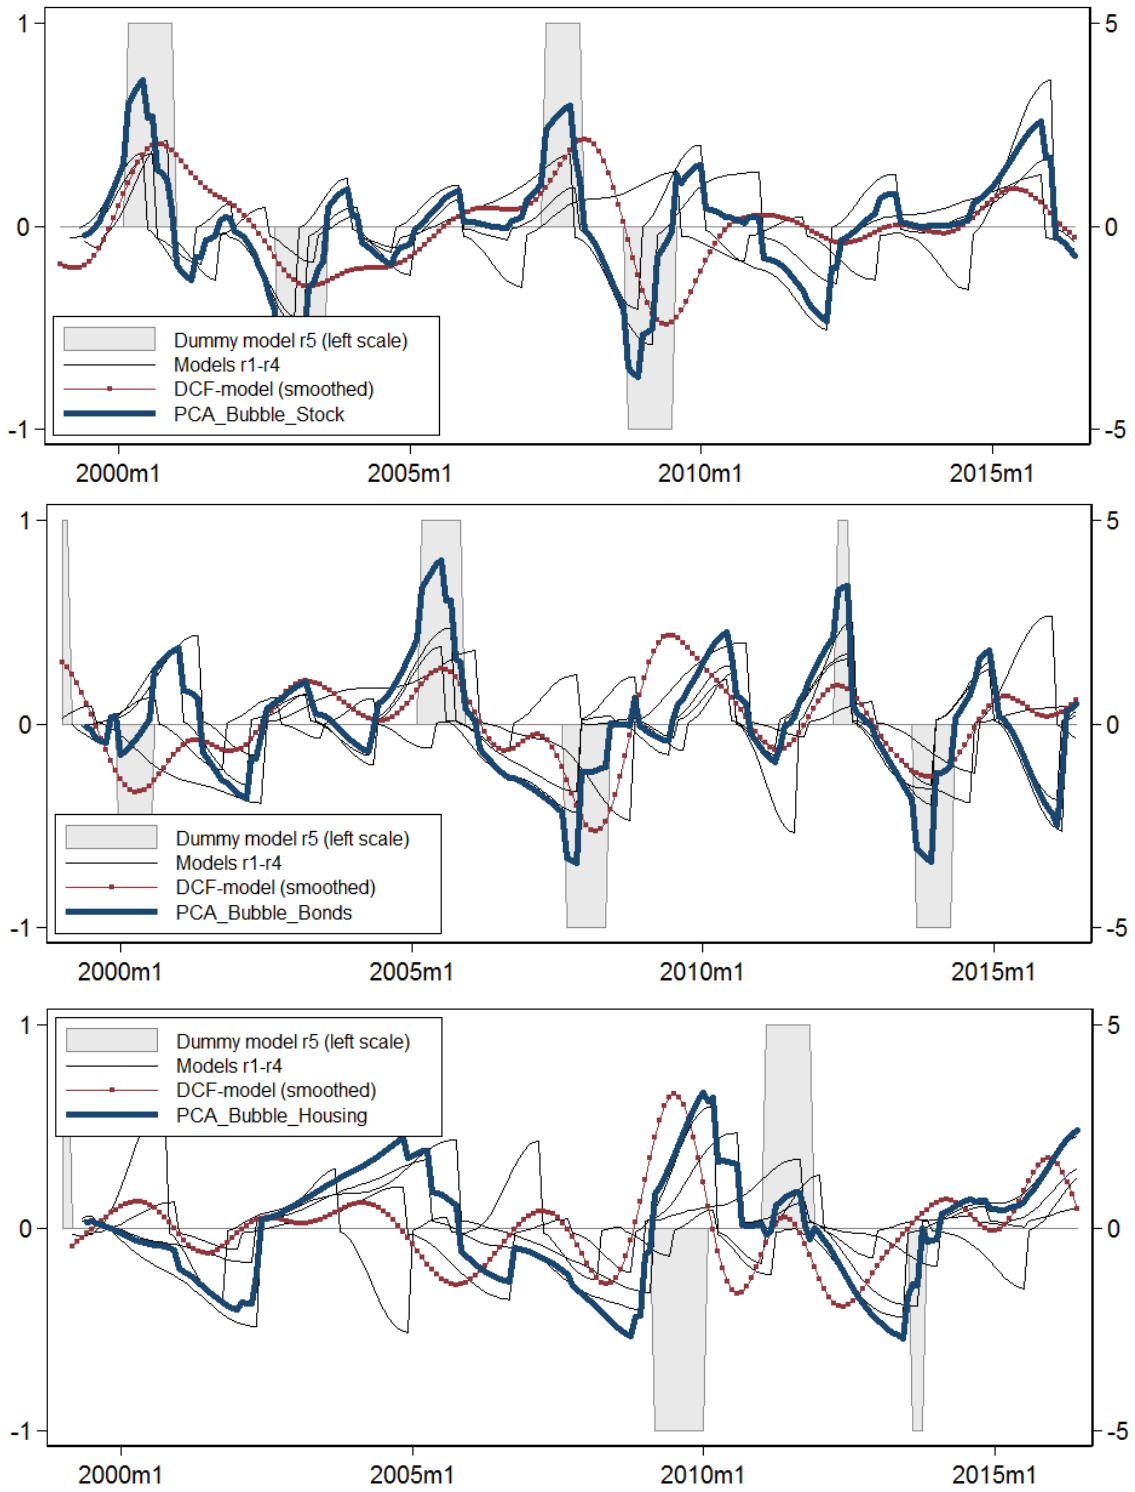 1
5
0
0
Dummy model r5 (left scale)
Models r1-r4
DCF-model (smoothed)
PCA_Bubble_Stock
-1
-5
2000m1
2005m1
2010m1
2015m1
1
5
0
0
Dummy model r5 (left scale)
Models r1-r4
DCF-model (smoothed)
PCA_Bubble_Bonds
-1
-5
2000m1
2005m1
2010m1
2015m1
1
5
Dummy model r5 (left scale)
Models r1-r4
DCF-model (smoothed)
PCA_Bubble_Housing
0
0
-1
-5
2000m1
2005m1
2010m1
2015m1